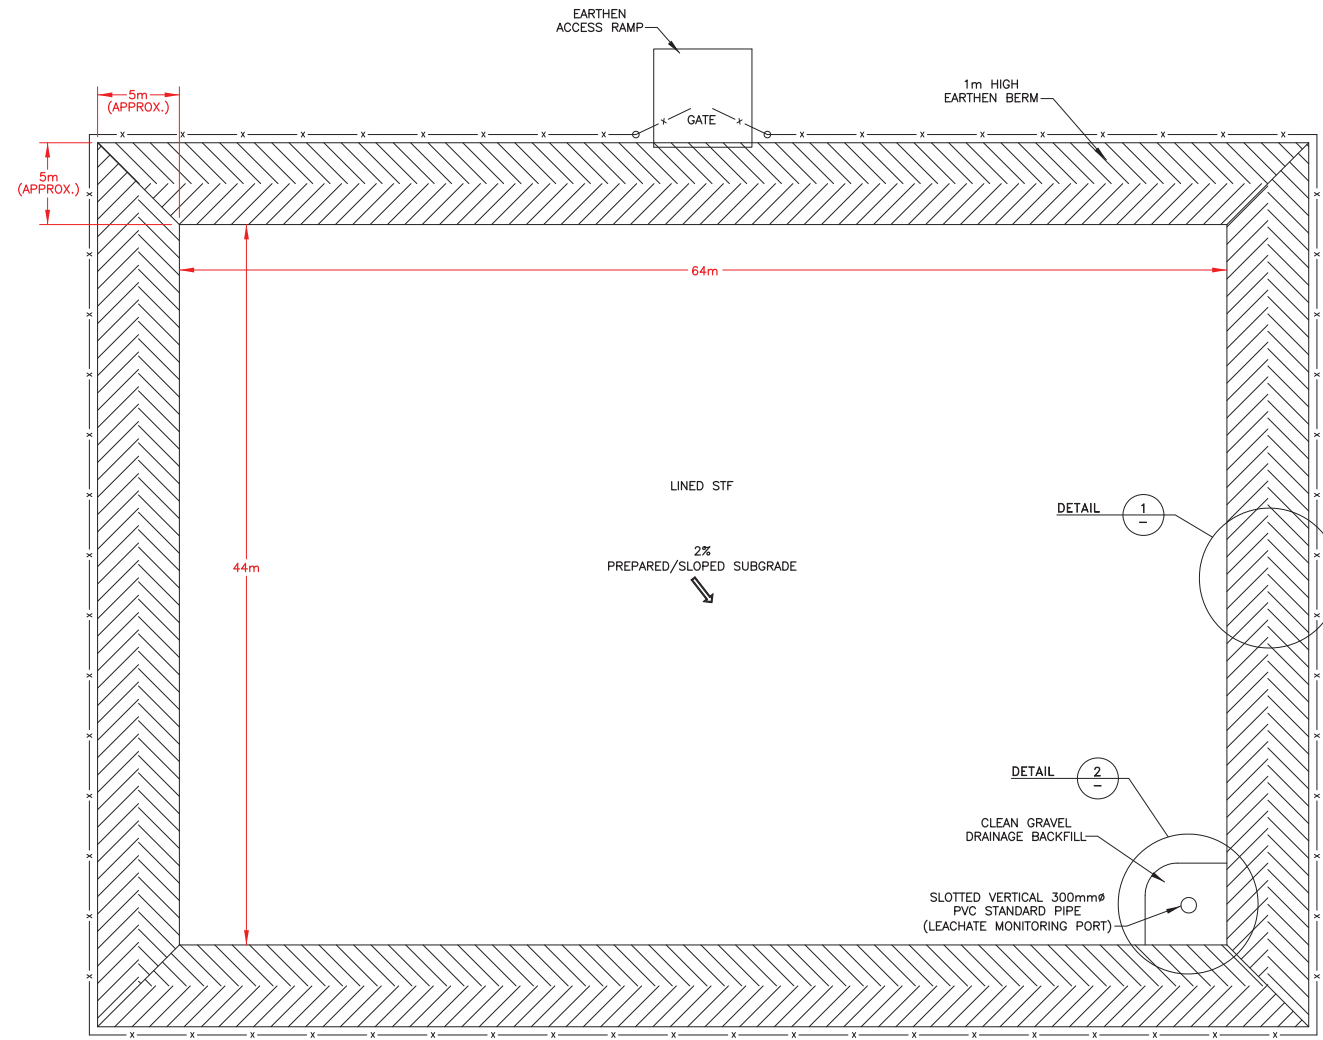 EARTHEN
ACCESS RAMP
1m HIGH
EARTHEN BERM
5m
(APPROX.)
GATE
5m
(APPROX.)
64m
LINED STF
DETAIL 1
–
2%
PREPARED/SLOPED SUBGRADE
44m
DETAIL 2
–
CLEAN GRAVEL
DRAINAGE BACKFILL
SLOTTED VERTICAL 300mmø
PVC STANDARD PIPE
(LEACHATE MONITORING PORT)